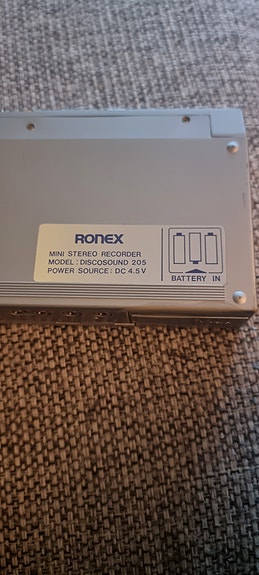 RONEX
MINI STEREO RECORDER
MODEL : DISCOSOUND 205
POWER SOURCE : DC 4.5 V
BATTERY IN